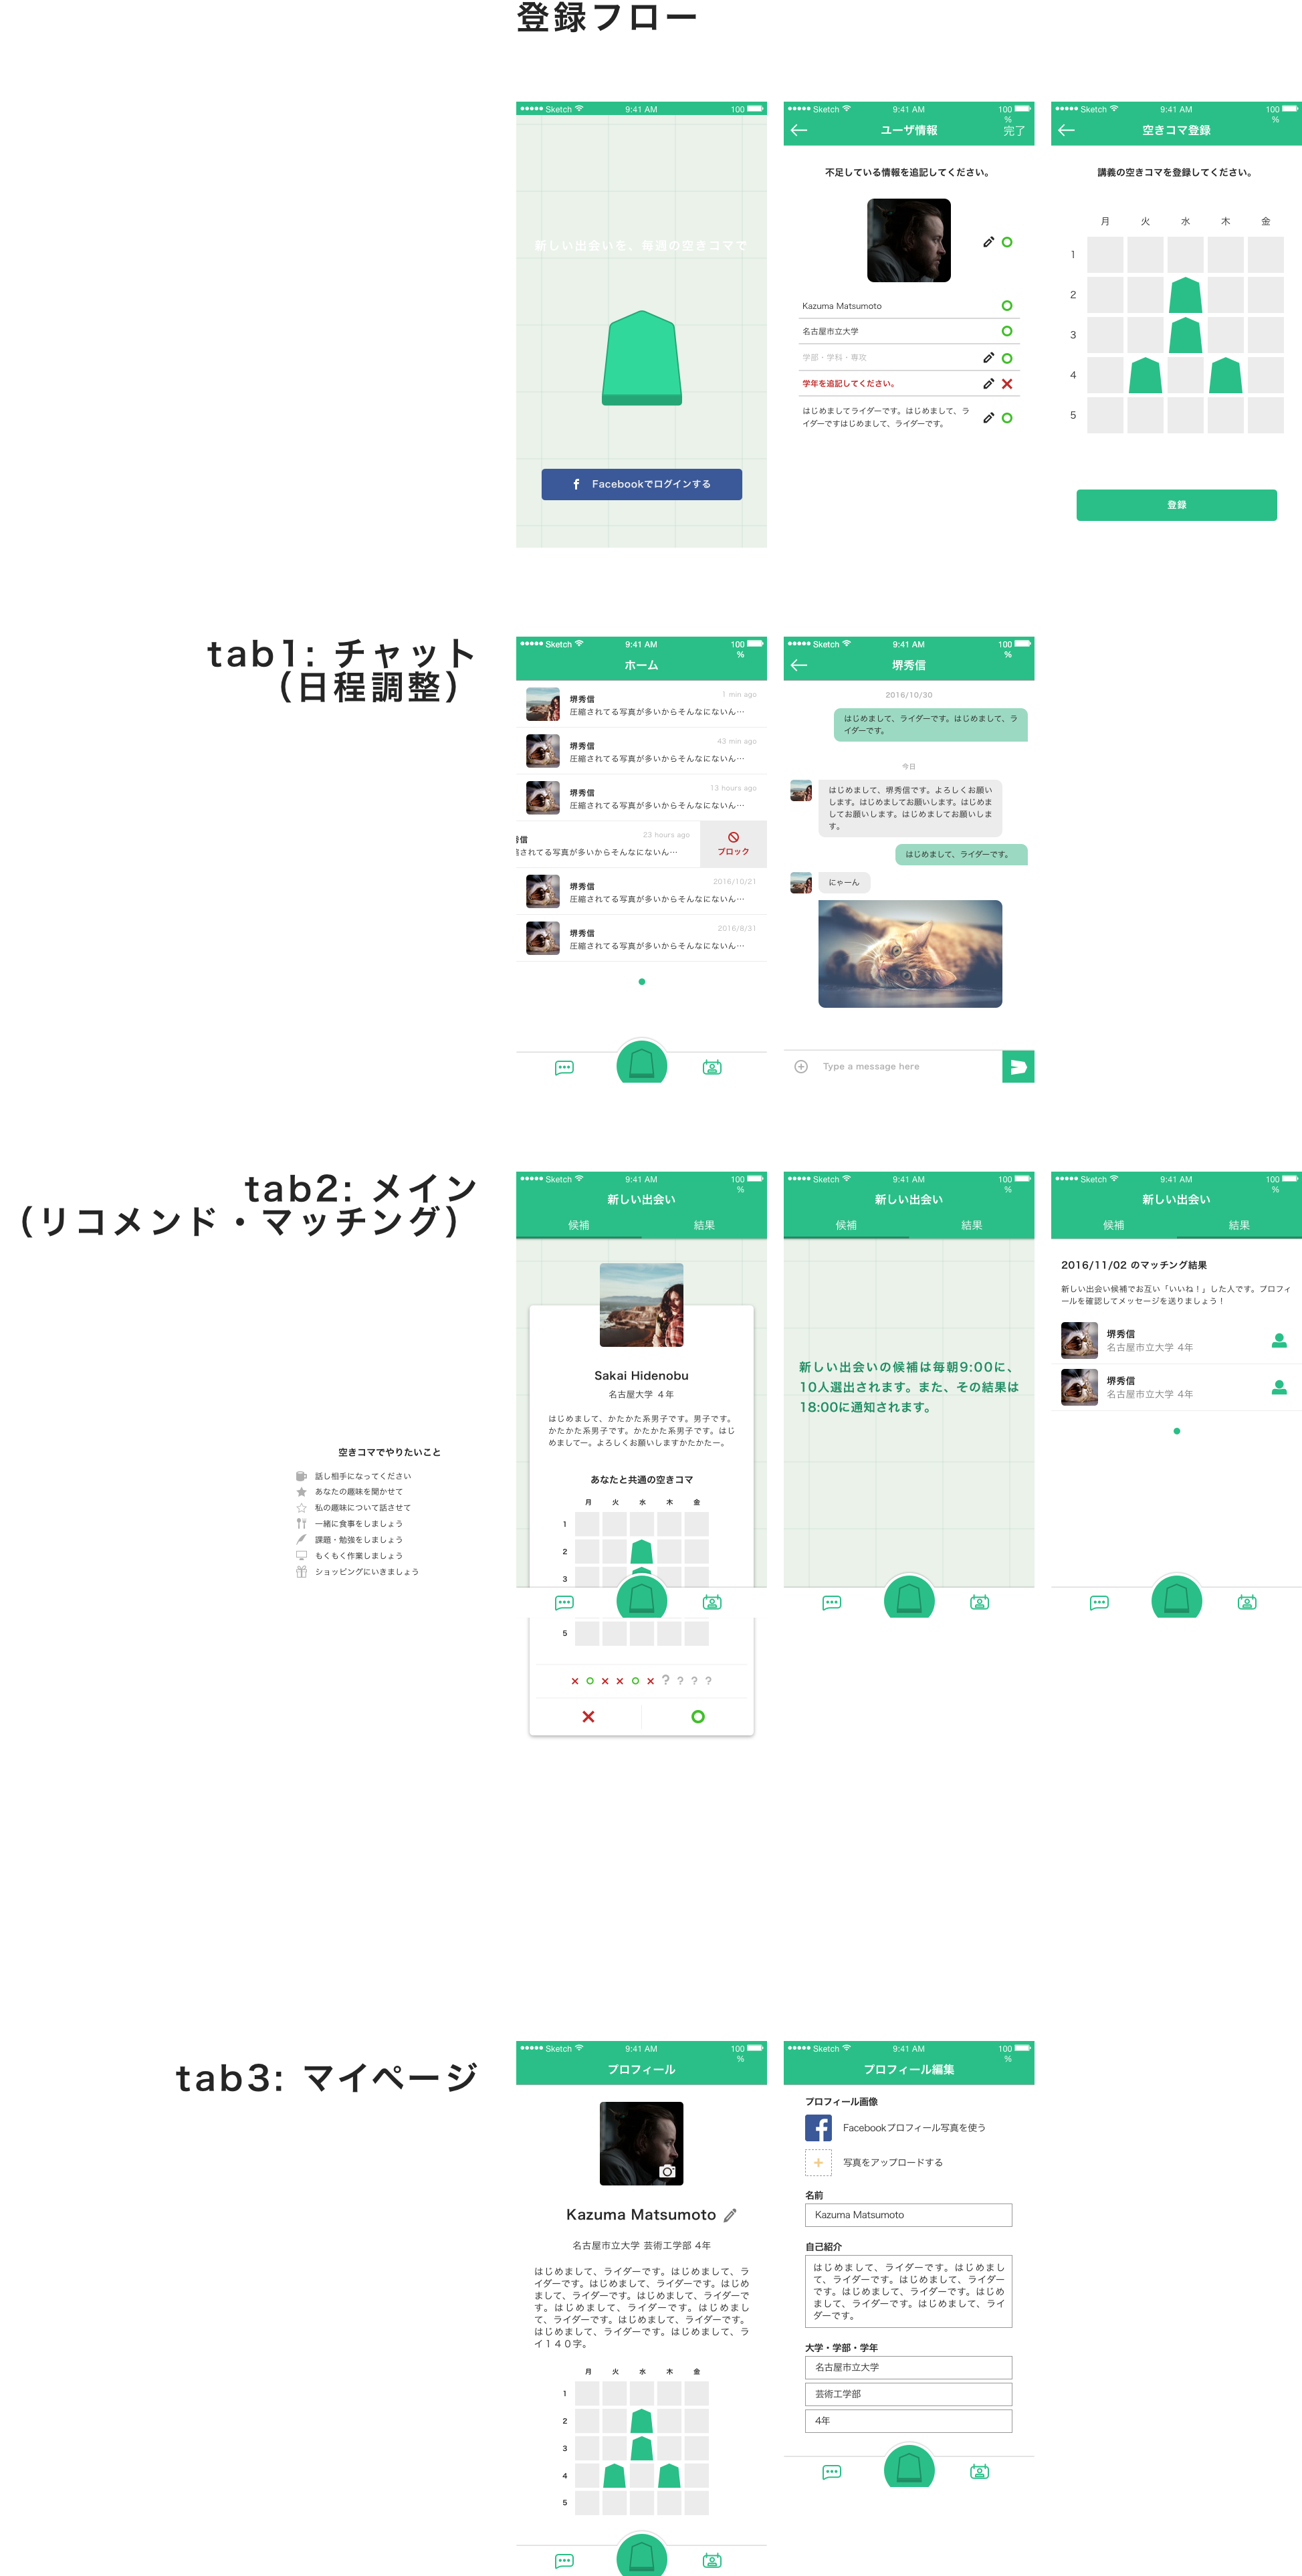 登録フロー
●●●●● Sketch 9:41 AM 100
新しい出会いを、毎週の空きコマで
f Facebookでログインする
●●●●● Sketch 9:41 AM 100
%
ユーザ情報 完了
不足している情報を追記してください。
Kazuma Matsumoto
名古屋市立大学
学部・学科・専攻
学年を追記してください。
はじめましてライダーです。はじめまして、ラ
イダーですはじめまして、ライダーです。
●●●●● Sketch 9:41 AM 100
%
空きコマ登録
講義の空きコマを登録してください。
月 火 水 木 金
1
2
3
4
5
登録
tab1: チャット
(日程調整)
●●●●● Sketch 9:41 AM 100
%
ホーム
堺秀信 1 min ago
圧縮されてる写真が多いからそんなにないん…
堺秀信 43 min ago
圧縮されてる写真が多いからそんなにないん…
堺秀信 13 hours ago
圧縮されてる写真が多いからそんなにないん…
秀信 23 hours ago
されてる写真が多いからそんなにないん…
ブロック
堺秀信 2016/10/21
圧縮されてる写真が多いからそんなにないん…
堺秀信 2016/8/31
圧縮されてる写真が多いからそんなにないん…
●●●●● Sketch 9:41 AM 100
%
堺秀信
2016/10/30
はじめまして、ライダーです。はじめまして、ラ
イダーです。
今日
はじめまして、堺秀信です。よろしくお願い
します。はじめましてお願いします。はじめま
してお願いします。はじめましてお願いしま
す。
はじめまして、ライダーです。
にゃーん
Type a message here
tab2: メイン
(リコメンド・マッチング)
空きコマでやりたいこと
話し相手になってください
あなたの趣味を聞かせて
私の趣味について話させて
一緒に食事をしましょう
課題・勉強をしましょう
もくもく作業しましょう
ショッピングにいきましょう
●●●●● Sketch 9:41 AM 100
%
新しい出会い
候補 結果
Sakai Hidenobu
名古屋大学 4年
はじめまして、かたかた系男子です。男子です。
かたかた系男子です。かたかた系男子です。はじ
めましてー。よろしくお願いしますかたかたー。
あなたと共通の空きコマ
月 火 水 木 金
1
2
3
5
? ? ? ?
●●●●● Sketch 9:41 AM 100
%
新しい出会い
候補 結果
新しい出会いの候補は毎朝9:00に、
10人選出されます。また、その結果は
18:00に通知されます。
●●●●● Sketch 9:41 AM 100
%
新しい出会い
候補 結果
2016/11/02 のマッチング結果
新しい出会い候補でお互い「いいね！」した人です。プロフィ
ールを確認してメッセージを送りましょう！
堺秀信
名古屋市立大学 4年
堺秀信
名古屋市立大学 4年
tab3: マイページ
●●●●● Sketch 9:41 AM 100
%
プロフィール
Kazuma Matsumoto
名古屋市立大学 芸術工学部 4年
はじめまして、ライダーです。はじめまして、ラ
イダーです。はじめまして、ライダーです。はじめ
まして、ライダーです。はじめまして、ライダーで
す。はじめまして、ライダーです。はじめまし
て、ライダーです。はじめまして、ライダーです。
はじめまして、ライダーです。はじめまして、ラ
イ１４０字。
月 火 水 木 金
1
2
3
4
5
●●●●● Sketch 9:41 AM 100
%
プロフィール編集
プロフィール画像
f Facebookプロフィール写真を使う
写真をアップロードする
名前
Kazuma Matsumoto
自己紹介
はじめまして、ライダーです。はじめまし
て、ライダーです。はじめまして、ライダー
です。はじめまして、ライダーです。はじめ
まして、ライダーです。はじめまして、ライ
ダーです。
大学・学部・学年
名古屋市立大学
芸術工学部
4年